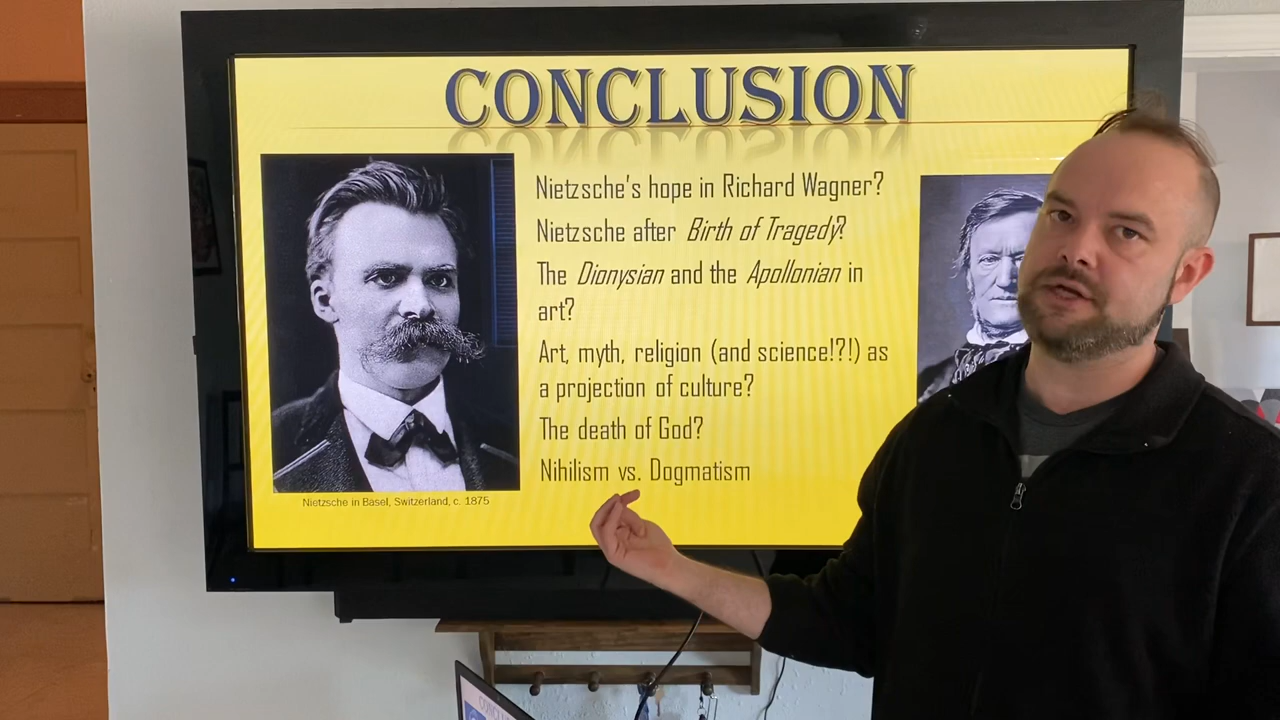 CONCLUSION
Nietzsche's hope in Richard Wagner?
Nietzsche after Birth of Tragedy?
The Dionysian and the Apollonian in
art?
Art, myth, religion (and science!?!) as
a projection of culture?
The death of God?
Nihilism vs. Dogmatism
Nietzsche in Basel, Switzerland, c. 1875